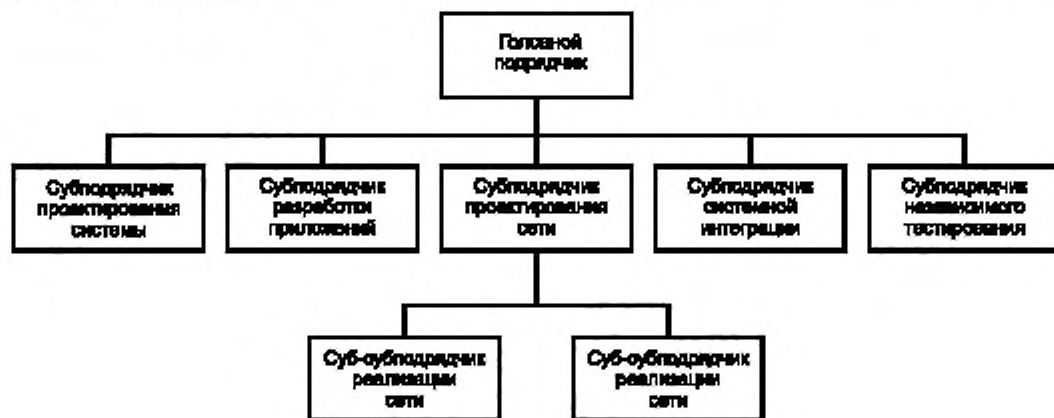 Головной
подрядчик
Субподрядчик
проектирования
системы
Субподрядчик
разработки
приложений
Субподрядчик
проектирования
сети
Субподрядчик
системной
интеграции
Субподрядчик
независимого
тестирования
Суб-субподрядчик
реализации
сети
Суб-субподрядчик
реализации
сети